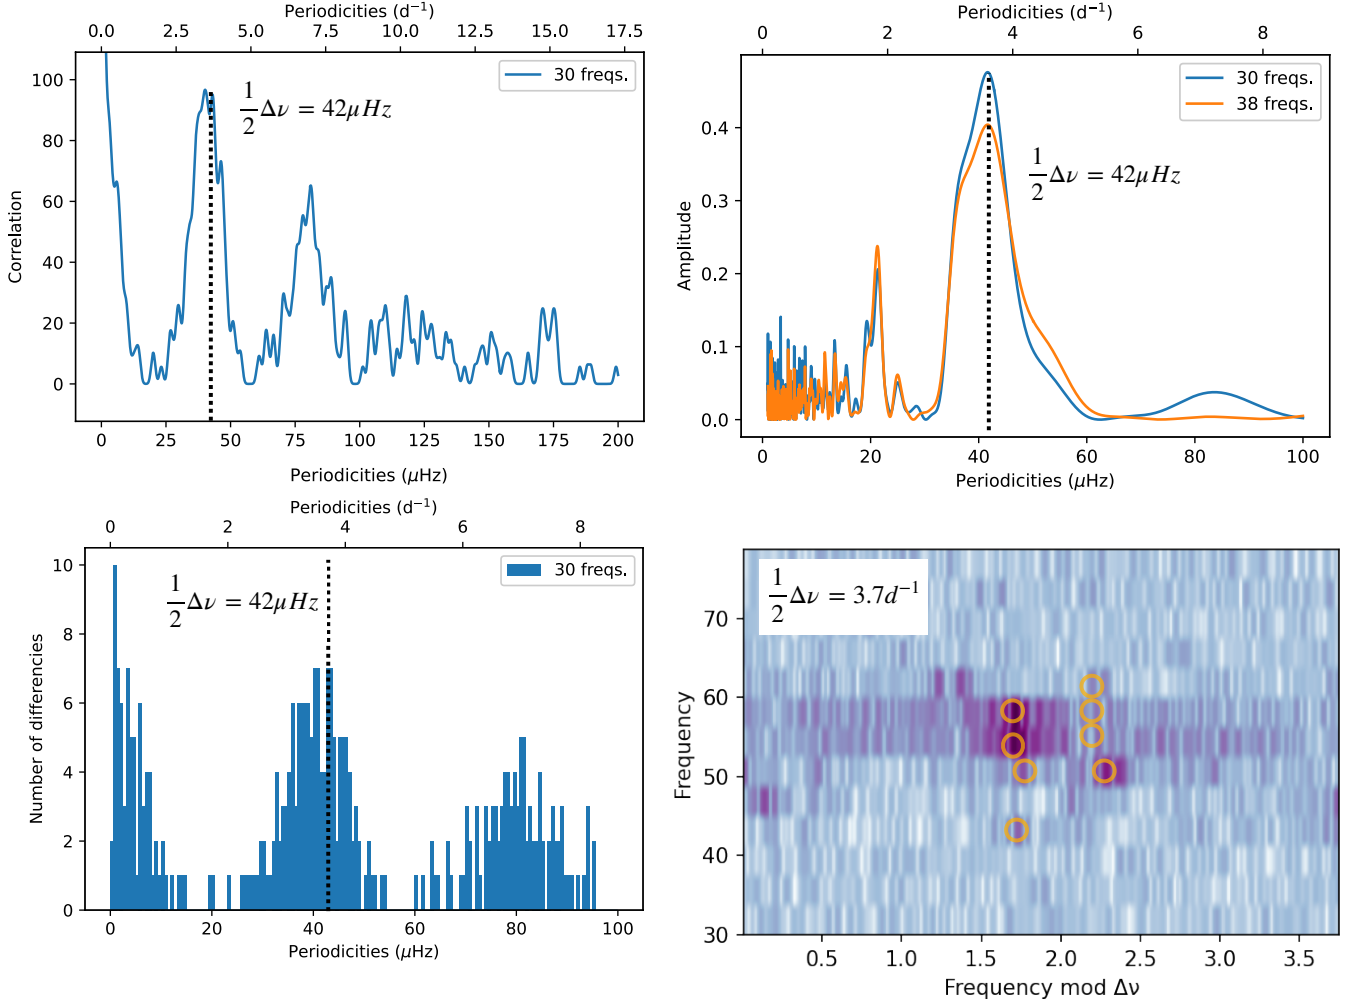 Periodicities (d⁻¹)
0.0 2.5 5.0 7.5 10.0 12.5 15.0 17.5
30 freqs.
1/2 Δν = 42μHz
Correlation
100
80
60
40
20
0
0 25 50 75 100 125 150 175 200
Periodicities (μHz)
Periodicities (d⁻¹)
0 2 4 6 8
30 freqs.
38 freqs.
1/2 Δν = 42μHz
Amplitude
0.4
0.3
0.2
0.1
0.0
0 20 40 60 80 100
Periodicities (μHz)
Periodicities (d⁻¹)
0 2 4 6 8
30 freqs.
1/2 Δν = 42μHz
Number of differencies
10
8
6
4
2
0
0 20 40 60 80 100
Periodicities (μHz)
1/2 Δν = 3.7d⁻¹
Frequency
70
60
50
40
30
0.5 1.0 1.5 2.0 2.5 3.0 3.5
Frequency mod Δν